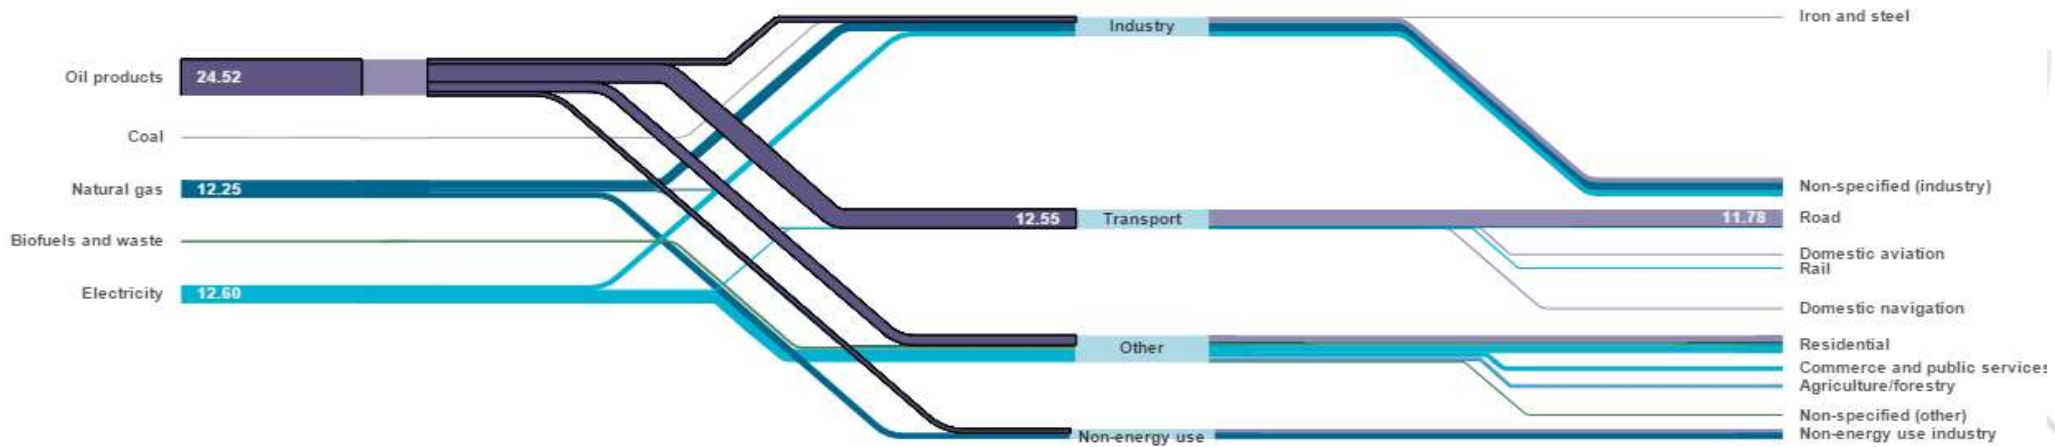 Industry
Iron and steel
Oil products
24.52
Coal
Natural gas
12.25
Non-specified (industry)
12.55
Transport
11.78
Road
Biofuels and waste
Domestic aviation
Rail
Electricity
12.60
Domestic navigation
Other
Residential
Commerce and public services
Agriculture/forestry
Non-specified (other)
Non-energy use
Non-energy use industry